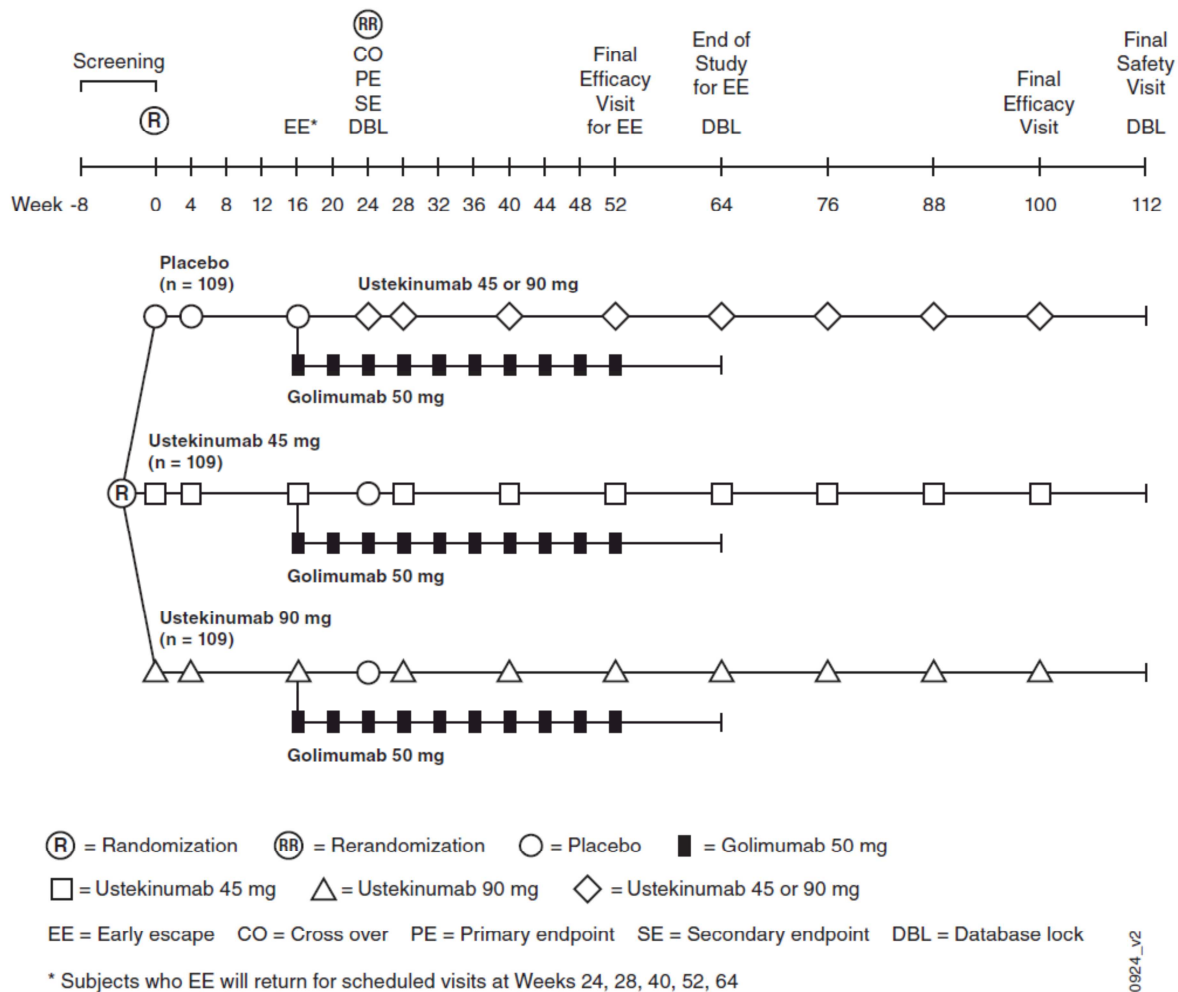 Screening
R
EE*
RR
CO
PE
SE
DBL
Final
Efficacy
Visit
for EE
End of
Study
for EE
DBL
Final
Efficacy
Visit
Final
Safety
Visit
DBL
Week -8 0 4 8 12 16 20 24 28 32 36 40 44 48 52 64 76 88 100 112
Placebo
(n = 109)
Ustekinumab 45 or 90 mg
Golimumab 50 mg
Ustekinumab 45 mg
(n = 109)
R
Golimumab 50 mg
Ustekinumab 90 mg
(n = 109)
Golimumab 50 mg
R = Randomization RR = Rerandomization = Placebo = Golimumab 50 mg
= Ustekinumab 45 mg = Ustekinumab 90 mg = Ustekinumab 45 or 90 mg
EE = Early escape CO = Cross over PE = Primary endpoint SE = Secondary endpoint DBL = Database lock
* Subjects who EE will return for scheduled visits at Weeks 24, 28, 40, 52, 64
0924_v2